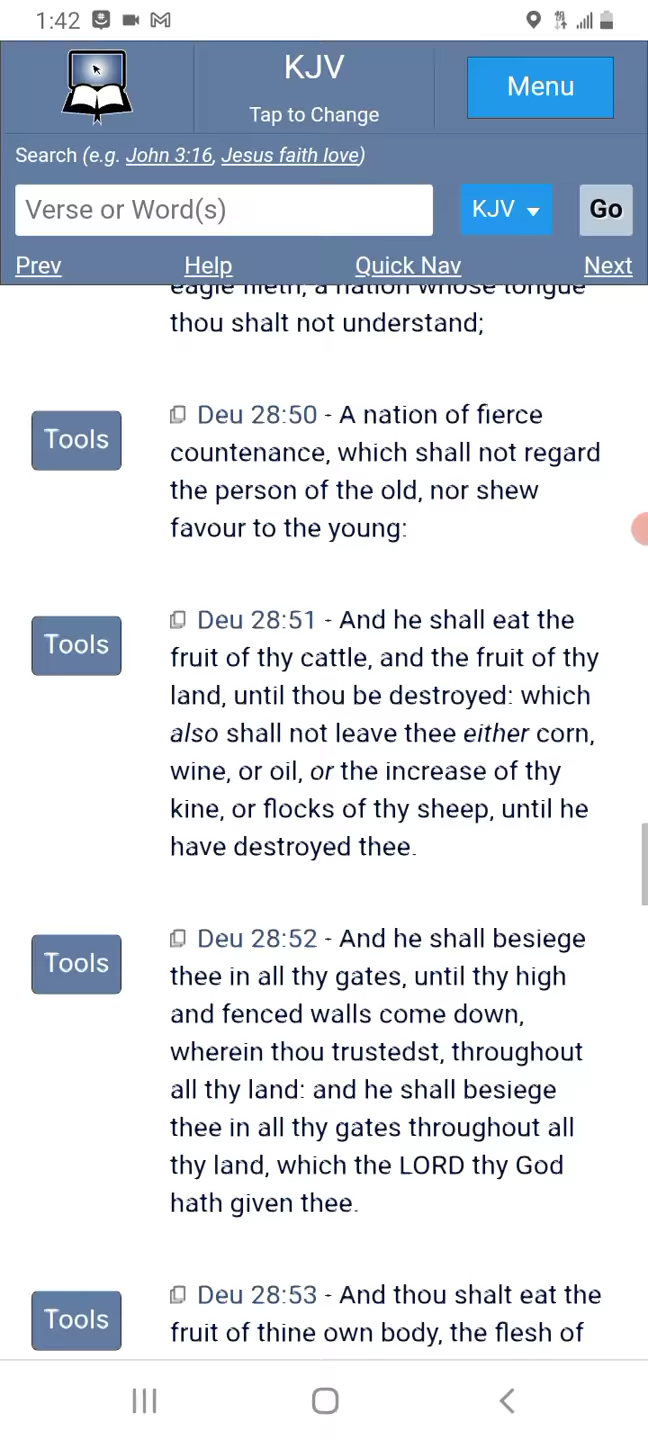 1:42
KJV
Tap to Change
Menu
Search (e.g. John 3:16, Jesus faith love)
Verse or Word(s)
KJV
Go
Prev
Help
Quick Nav
Next
eagle flieth; a nation whose tongue
thou shalt not understand;
Tools
Deu 28:50 - A nation of fierce
countenance, which shall not regard
the person of the old, nor shew
favour to the young:
Tools
Deu 28:51 - And he shall eat the
fruit of thy cattle, and the fruit of thy
land, until thou be destroyed: which
also shall not leave thee either corn,
wine, or oil, or the increase of thy
kine, or flocks of thy sheep, until he
have destroyed thee.
Tools
Deu 28:52 - And he shall besiege
thee in all thy gates, until thy high
and fenced walls come down,
wherein thou trustedst, throughout
all thy land: and he shall besiege
thee in all thy gates throughout all
thy land, which the LORD thy God
hath given thee.
Tools
Deu 28:53 - And thou shalt eat the
fruit of thine own body, the flesh of